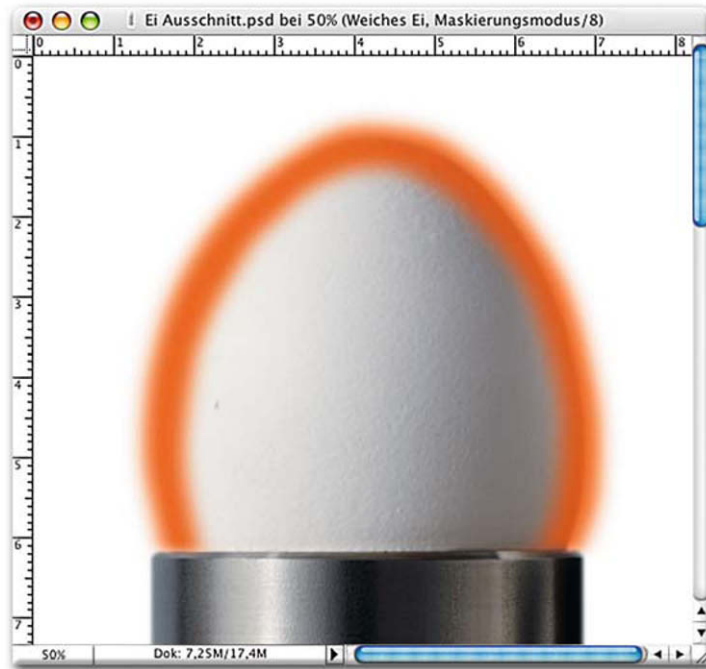 Ei Ausschnitt.psd bei 50% (Weiches Ei, Maskierungsmodus/8)
0 1 2 3 4 5 6 7 8
0
1
2
3
4
5
6
7
50% Dok: 7,25M/17,4M